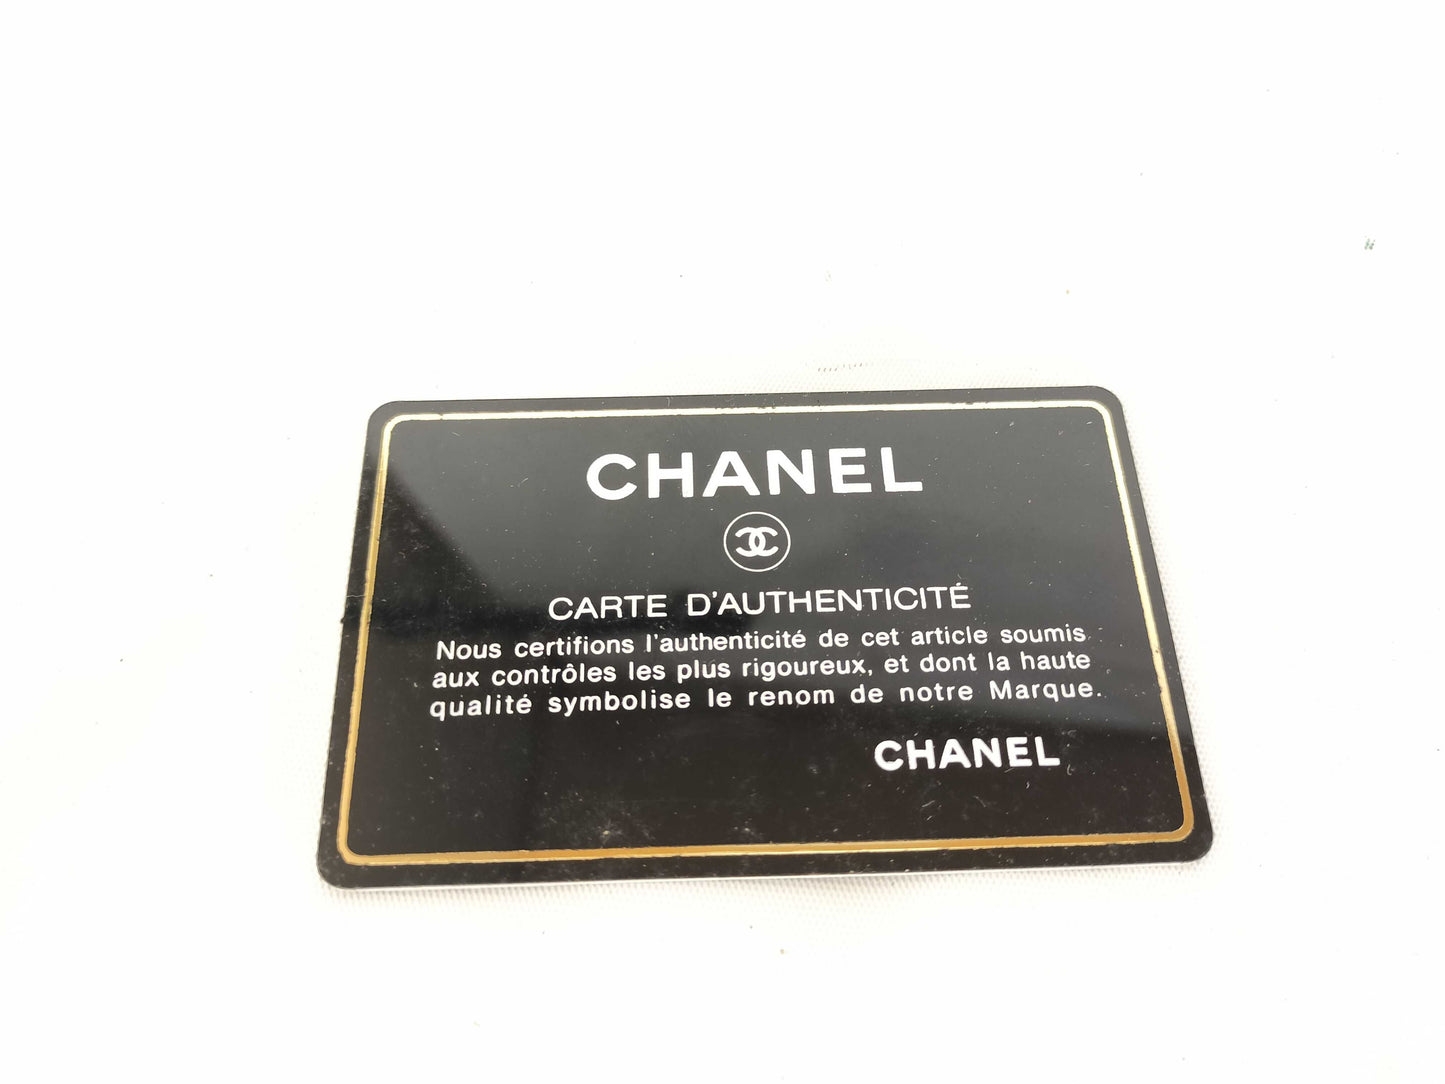 CHANEL
CARTE D'AUTHENTICITÉ
Nous certifions l'authenticité de cet article soumis
aux contrôles les plus rigoureux, et dont la haute
qualité symbolise le renom de notre Marque.
CHANEL